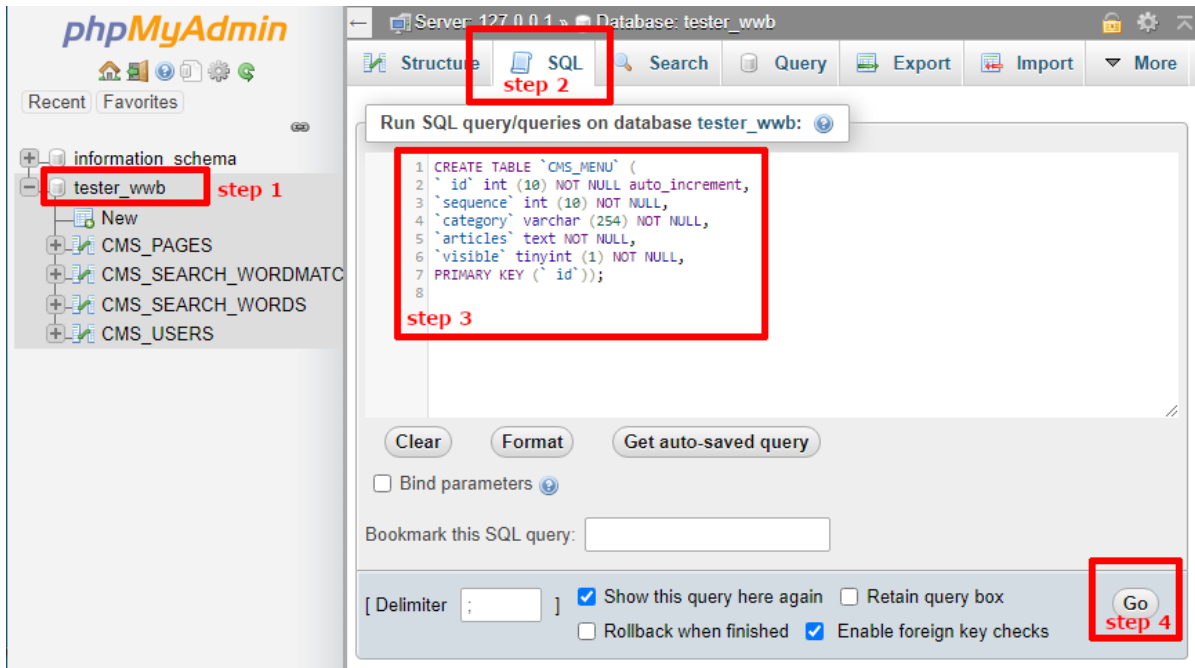 phpMyAdmin
Recent Favorites
information_schema
tester_wwb step 1
New
CMS_PAGES
CMS_SEARCH_WORDMATC
CMS_SEARCH_WORDS
CMS_USERS
Server: 127.0.0.1 » Database: tester_wwb
Structure SQL Search Query Export Import More
step 2
Run SQL query/queries on database tester_wwb:
1 CREATE TABLE `CMS_MENU` (
2 ` id` int (10) NOT NULL auto_increment,
3 `sequence` int (10) NOT NULL,
4 `category` varchar (254) NOT NULL,
5 `articles` text NOT NULL,
6 `visible` tinyint (1) NOT NULL,
7 PRIMARY KEY (` id`));
8
step 3
Clear Format Get auto-saved query
Bind parameters
Bookmark this SQL query:
[ Delimiter ; ] Show this query here again Retain query box
Rollback when finished Enable foreign key checks
Go
step 4